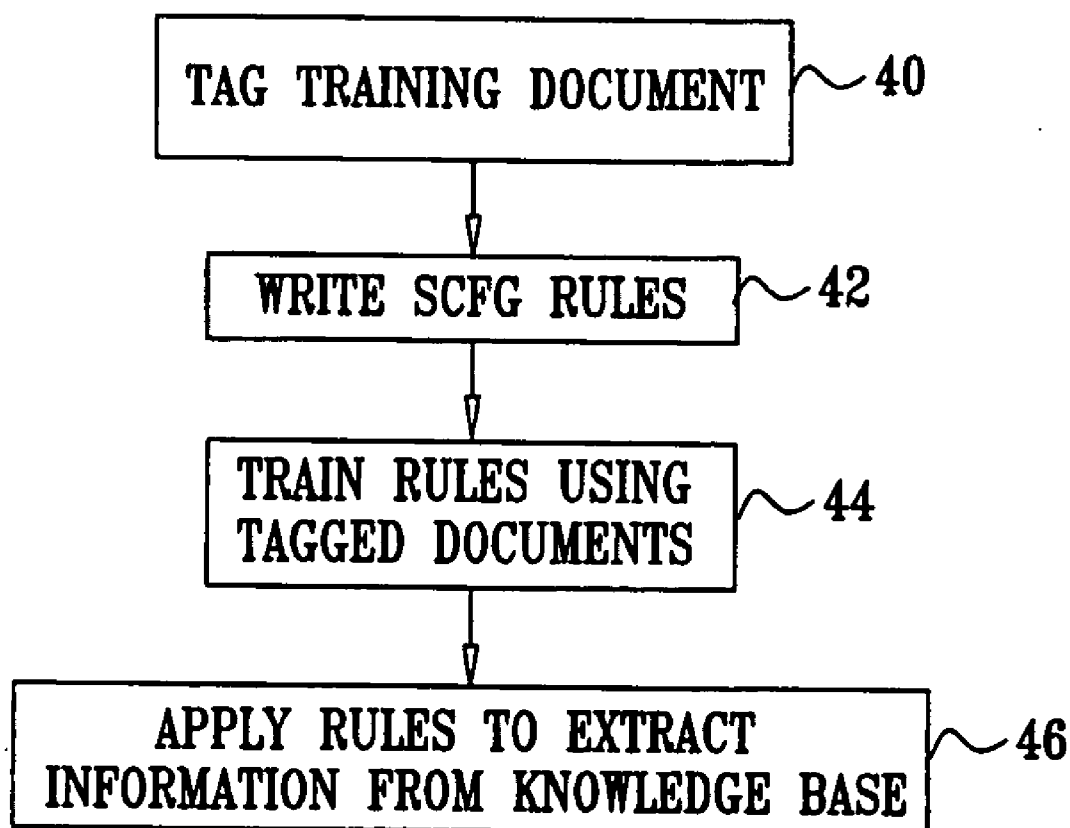 TAG TRAINING DOCUMENT
40
WRITE SCFG RULES
42
TRAIN RULES USING
TAGGED DOCUMENTS
44
APPLY RULES TO EXTRACT
INFORMATION FROM KNOWLEDGE BASE
46